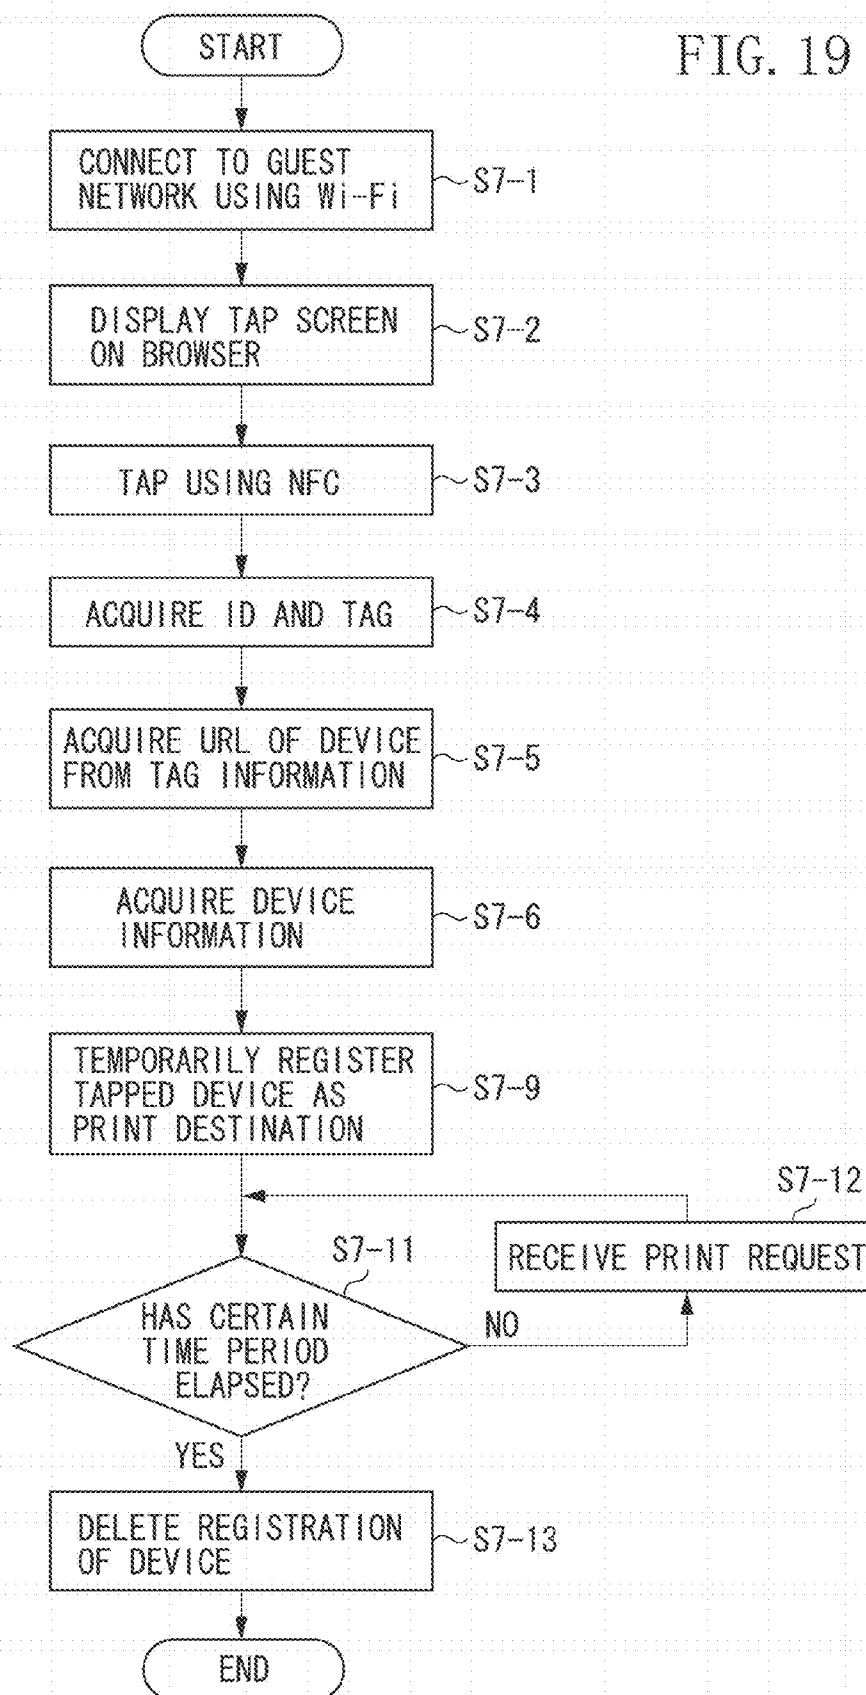 FIG. 19
START
CONNECT TO GUEST
NETWORK USING Wi-Fi
S7-1
DISPLAY TAP SCREEN
ON BROWSER
S7-2
TAP USING NFC
S7-3
ACQUIRE ID AND TAG
S7-4
ACQUIRE URL OF DEVICE
FROM TAG INFORMATION
S7-5
ACQUIRE DEVICE
INFORMATION
S7-6
TEMPORARILY REGISTER
TAPPED DEVICE AS
PRINT DESTINATION
S7-9
S7-12
RECEIVE PRINT REQUEST
S7-11
HAS CERTAIN
TIME PERIOD
ELAPSED?
NO
YES
DELETE REGISTRATION
OF DEVICE
S7-13
END